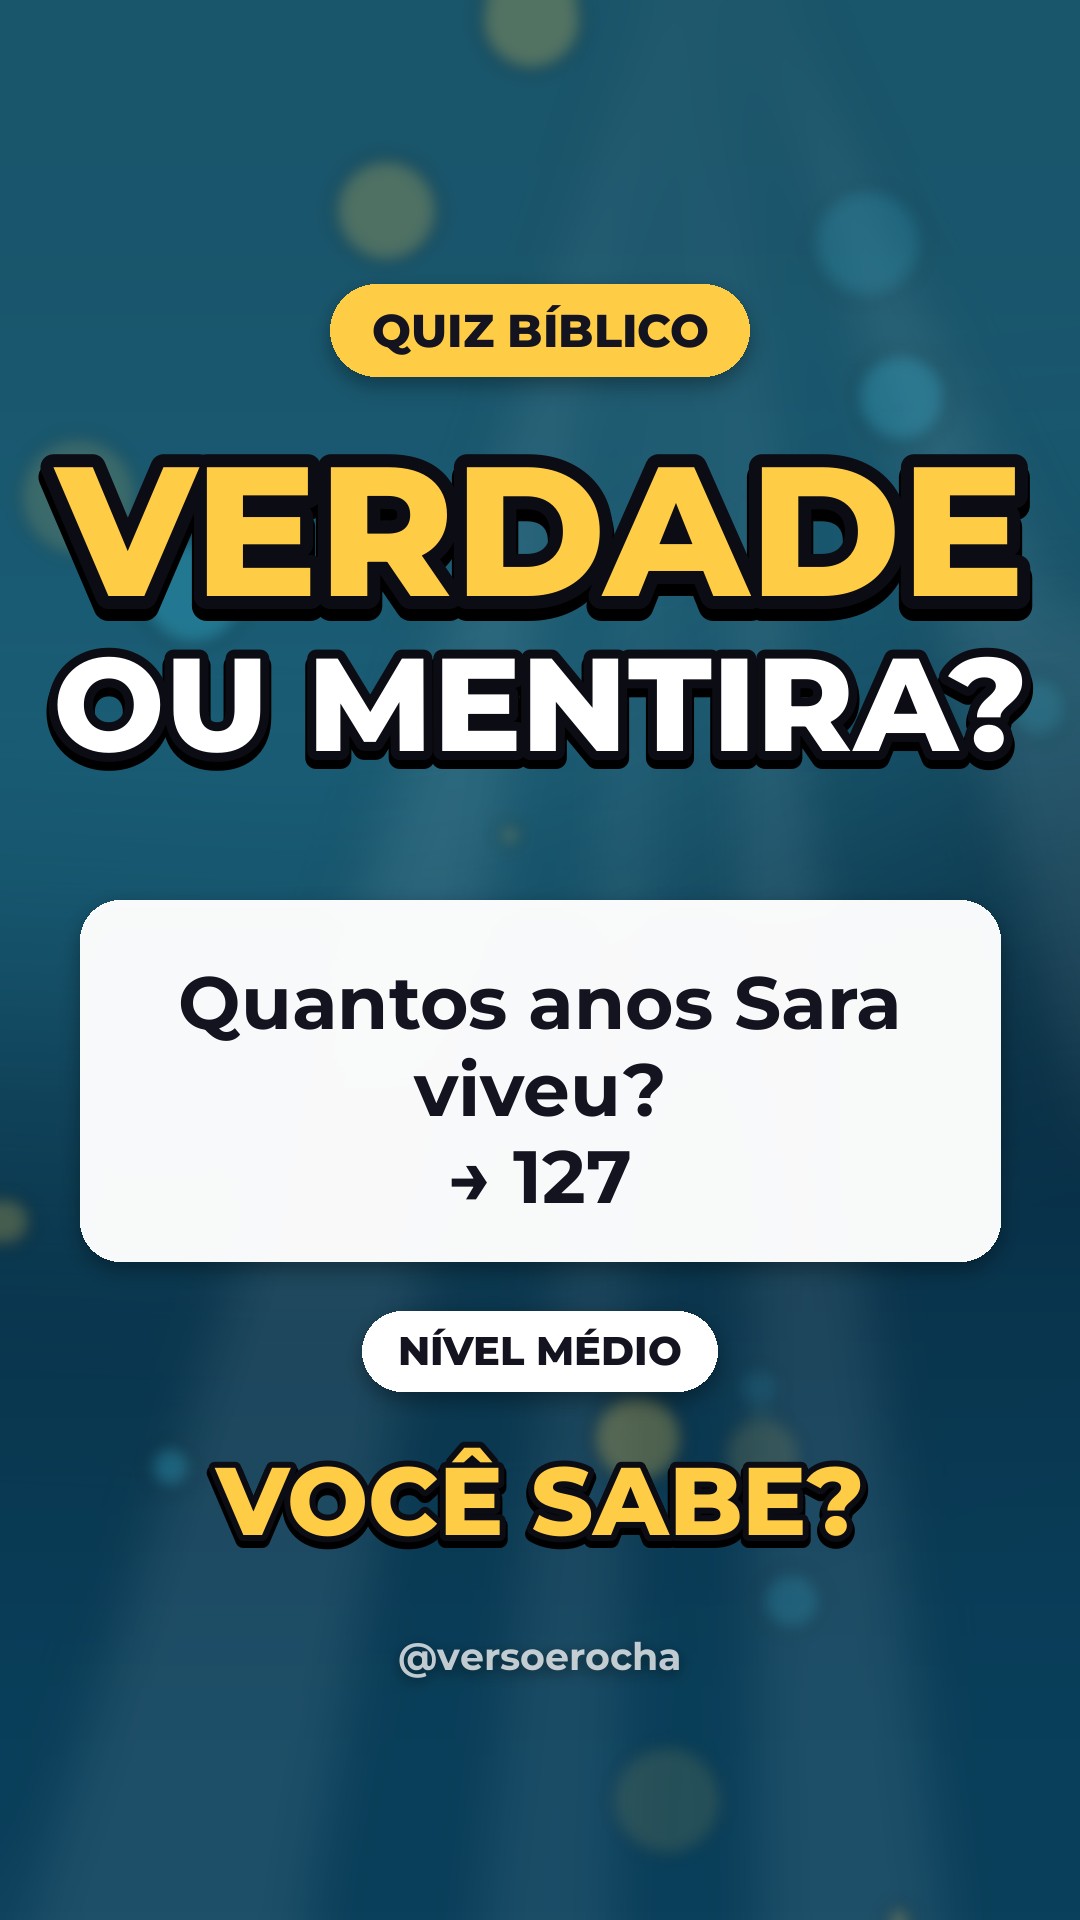 QUIZ BÍBLICO
VERDADE
OU MENTIRA?
Quantos anos Sara
viveu?
→ 127
NÍVEL MÉDIO
VOCÊ SABE?
@versoerocha